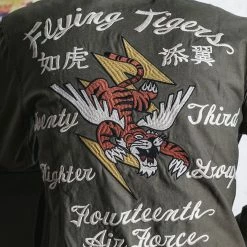 Flying Tigers
如虎 添翼
Twenty Third
Fighter Group
Fourteenth
Air Force